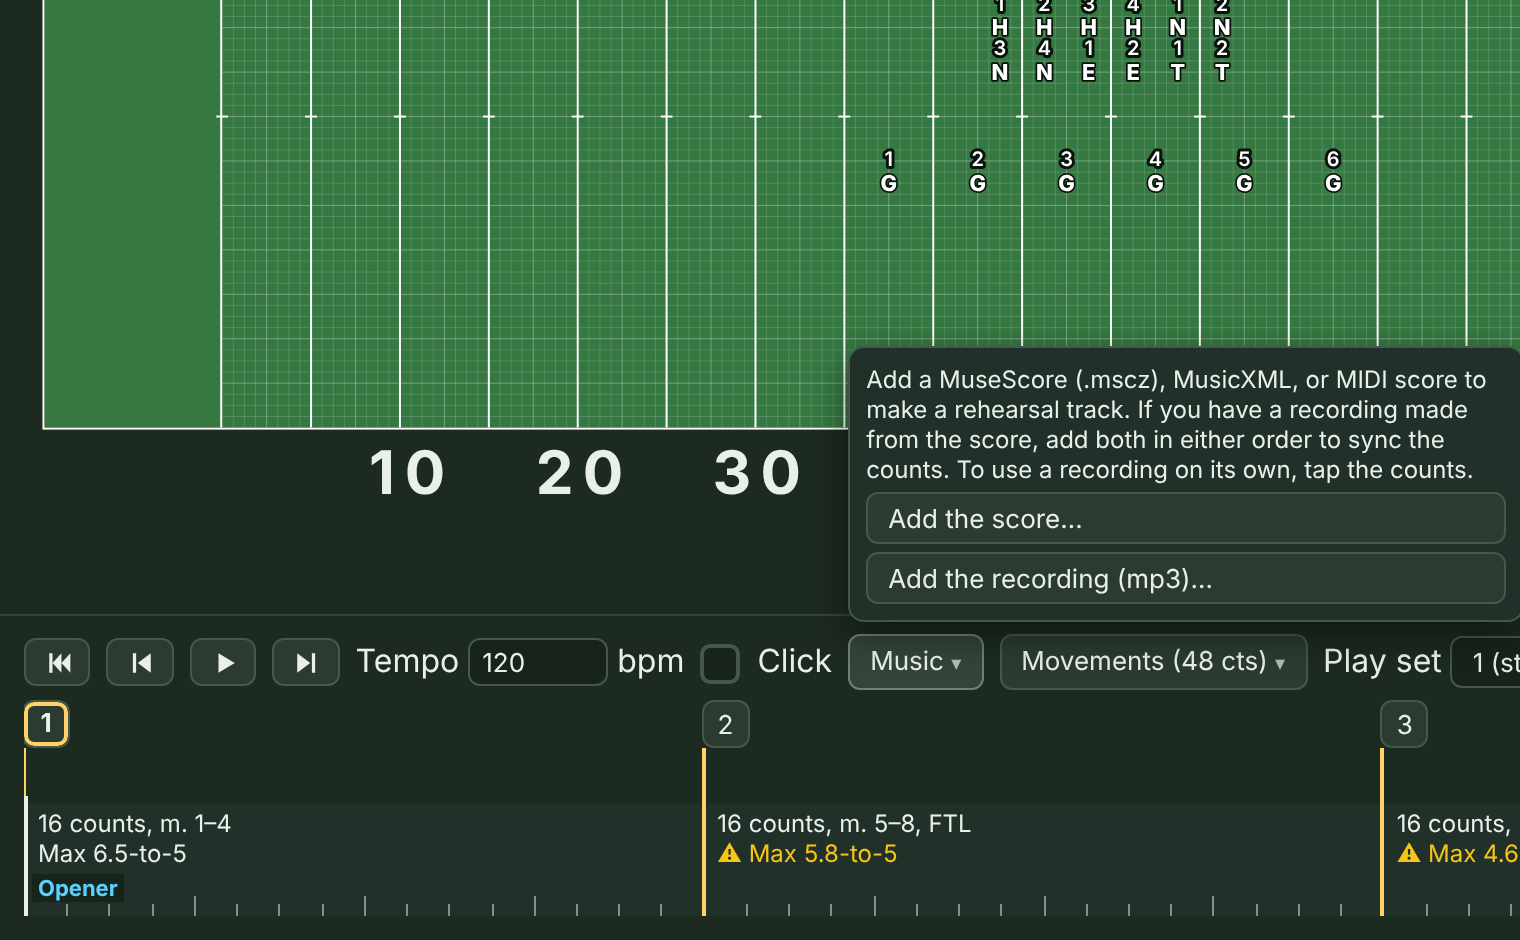 1 2 3 4 1 2
H H H H N N
3 4 1 2 1 2
N N E E T T
1 2 3 4 5 6
G G G G G G
Add a MuseScore (.mscz), MusicXML, or MIDI score to
make a rehearsal track. If you have a recording made
from the score, add both in either order to sync the
counts. To use a recording on its own, tap the counts.
Add the score...
Add the recording (mp3)...
10 20 30
Tempo 120 bpm Click Music ▾ Movements (48 cts) ▾ Play set 1 (st
1 2 3
16 counts, m. 1–4
Max 6.5-to-5
Opener
16 counts, m. 5–8, FTL
Max 5.8-to-5
16 counts,
Max 4.6